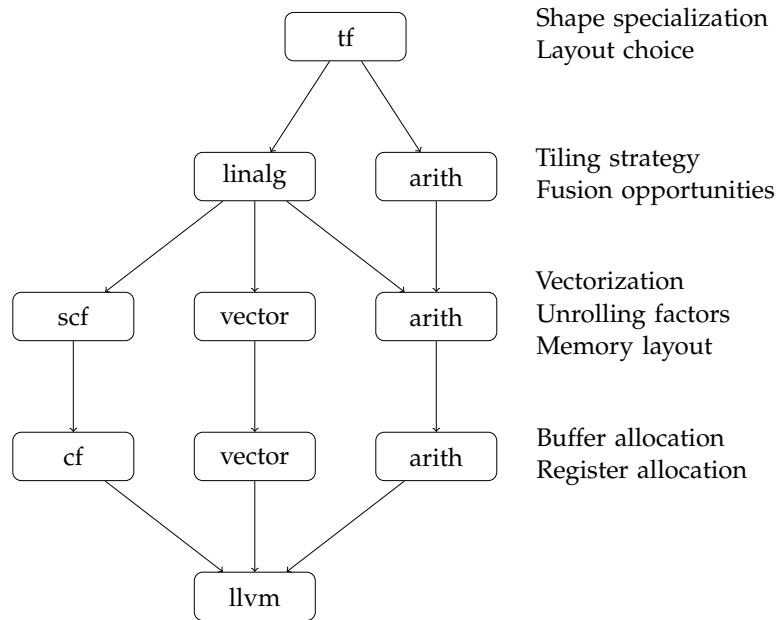 tf
Shape specialization
Layout choice
linalg
arith
Tiling strategy
Fusion opportunities
scf
vector
arith
Vectorization
Unrolling factors
Memory layout
cf
vector
arith
Buffer allocation
Register allocation
llvm